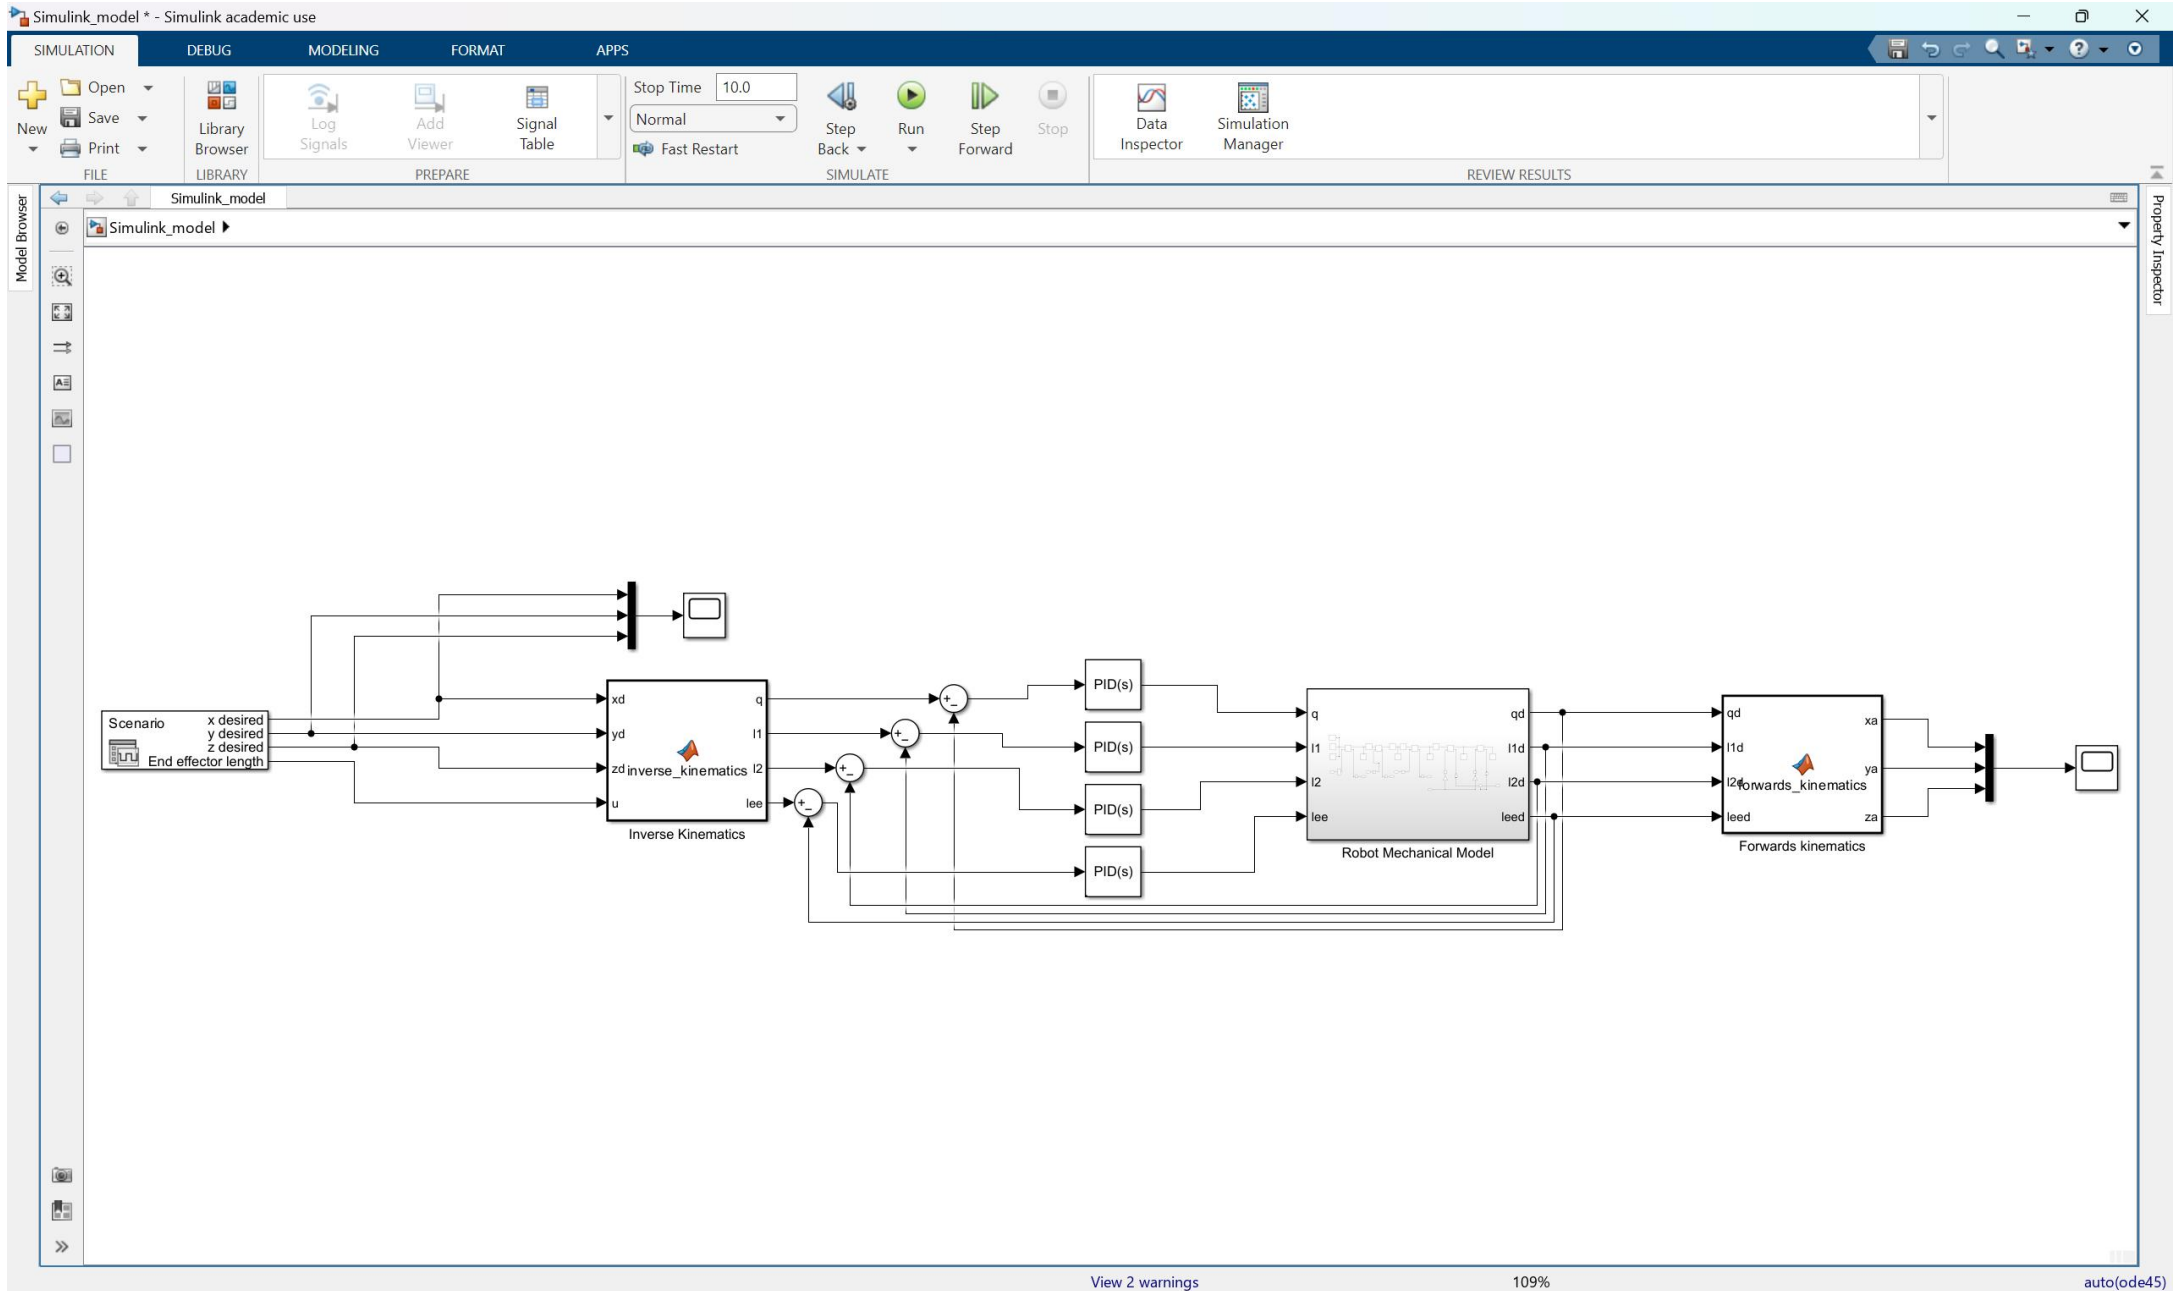 Simulink_model * - Simulink academic use
SIMULATION DEBUG MODELING FORMAT APPS
New
Open
Save
Print
FILE
Library
Browser
LIBRARY
Log
Signals
Add
Viewer
Signal
Table
PREPARE
Stop Time 10.0
Normal
Fast Restart
Step
Back
Run
Step
Forward
Stop
SIMULATE
Data
Inspector
Simulation
Manager
REVIEW RESULTS
Model Browser
Property Inspector
Simulink_model
Simulink_model
Scenario
x desired
y desired
z desired
End effector length
xd
yd
zd
u
inverse_kinematics
q
l1
l2
lee
Inverse Kinematics
+
-
+
-
+
-
+
-
PID(s)
PID(s)
PID(s)
PID(s)
q
l1
l2
lee
qd
l1d
l2d
leed
Robot Mechanical Model
qd
l1d
l2d
leed
forwards_kinematics
xa
ya
za
Forwards kinematics
View 2 warnings
109%
auto(ode45)